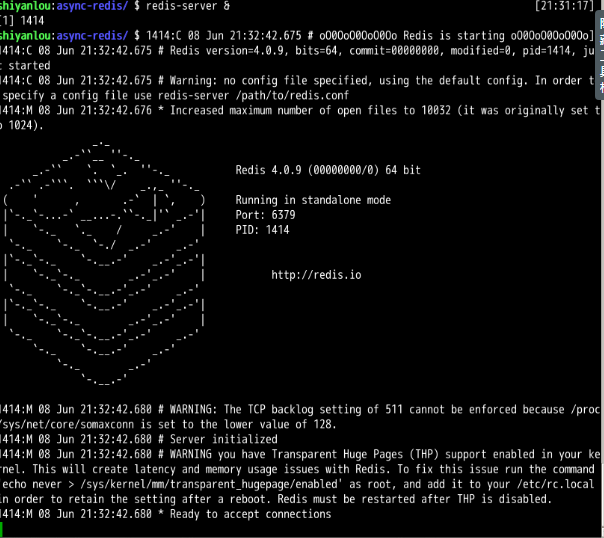 shiyanlou:async-redis/ $ redis-server & [21:31:17]
[1] 1414
shiyanlou:async-redis/ $ 1414:C 08 Jun 21:32:42.675 # oO0OoO0OoO0Oo Redis is starting oO0OoO0OoO0Oo
1414:C 08 Jun 21:32:42.675 # Redis version=4.0.9, bits=64, commit=00000000, modified=0, pid=1414, ju
t started
1414:C 08 Jun 21:32:42.675 # Warning: no config file specified, using the default config. In order t
specify a config file use redis-server /path/to/redis.conf
1414:M 08 Jun 21:32:42.676 * Increased maximum number of open files to 10032 (it was originally set t
o 1024).
Redis 4.0.9 (00000000/0) 64 bit
Running in standalone mode
Port: 6379
PID: 1414
http://redis.io
1414:M 08 Jun 21:32:42.680 # WARNING: The TCP backlog setting of 511 cannot be enforced because /proc
/sys/net/core/somaxconn is set to the lower value of 128.
1414:M 08 Jun 21:32:42.680 # Server initialized
1414:M 08 Jun 21:32:42.680 # WARNING you have Transparent Huge Pages (THP) support enabled in your ke
rnel. This will create latency and memory usage issues with Redis. To fix this issue run the command
'echo never > /sys/kernel/mm/transparent_hugepage/enabled' as root, and add it to your /etc/rc.local
in order to retain the setting after a reboot. Redis must be restarted after THP is disabled.
1414:M 08 Jun 21:32:42.680 * Ready to accept connections